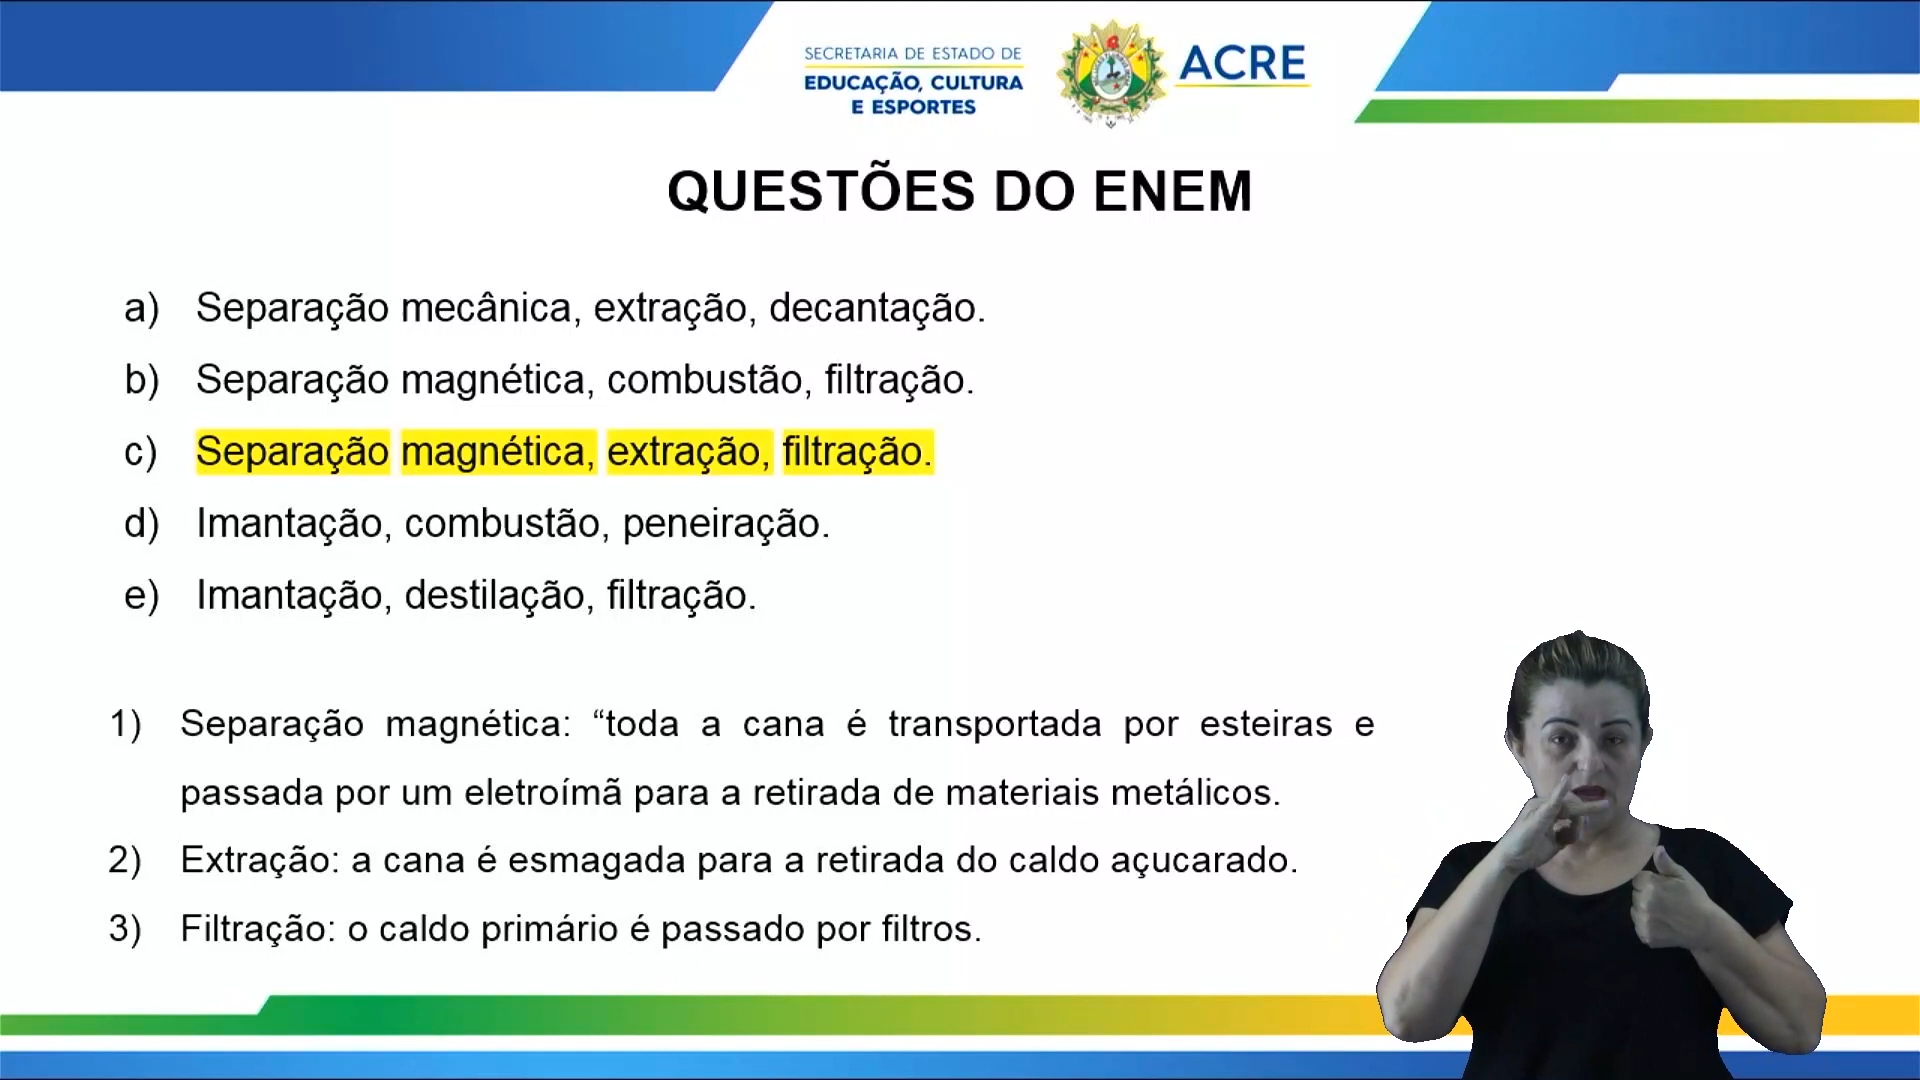 SECRETARIA DE ESTADO DE
EDUCAÇÃO, CULTURA
E ESPORTES
ACRE
QUESTÕES DO ENEM
a) Separação mecânica, extração, decantação.
b) Separação magnética, combustão, filtração.
c) Separação magnética, extração, filtração.
d) Imantação, combustão, peneiração.
e) Imantação, destilação, filtração.
1) Separação magnética: “toda a cana é transportada por esteiras e
passada por um eletroímã para a retirada de materiais metálicos.
2) Extração: a cana é esmagada para a retirada do caldo açucarado.
3) Filtração: o caldo primário é passado por filtros.